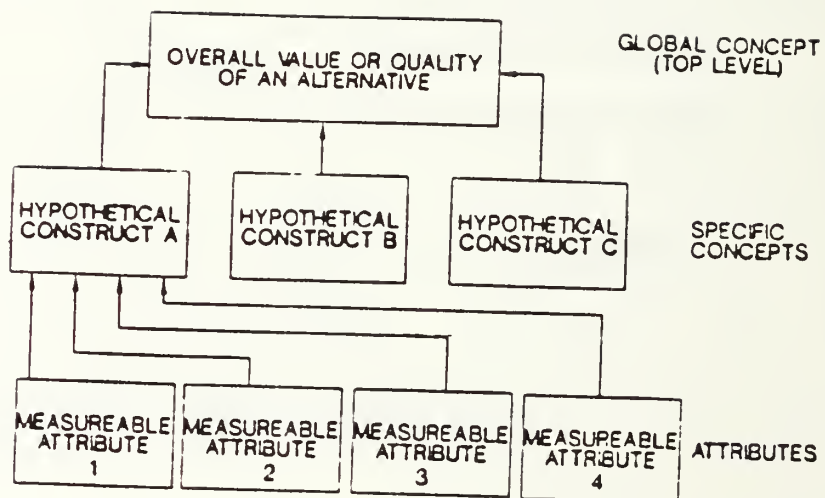 OVERALL VALUE OR QUALITY
OF AN ALTERNATIVE
GLOBAL CONCEPT
(TOP LEVEL)
HYPOTHETICAL
CONSTRUCT A
HYPOTHETICAL
CONSTRUCT B
HYPOTHETICAL
CONSTRUCT C
SPECIFIC
CONCEPTS
MEASUREABLE
ATTRIBUTE
1
MEASUREABLE
ATTRIBUTE
2
MEASUREABLE
ATTRIBUTE
3
MEASUREABLE
ATTRIBUTE
4
ATTRIBUTES